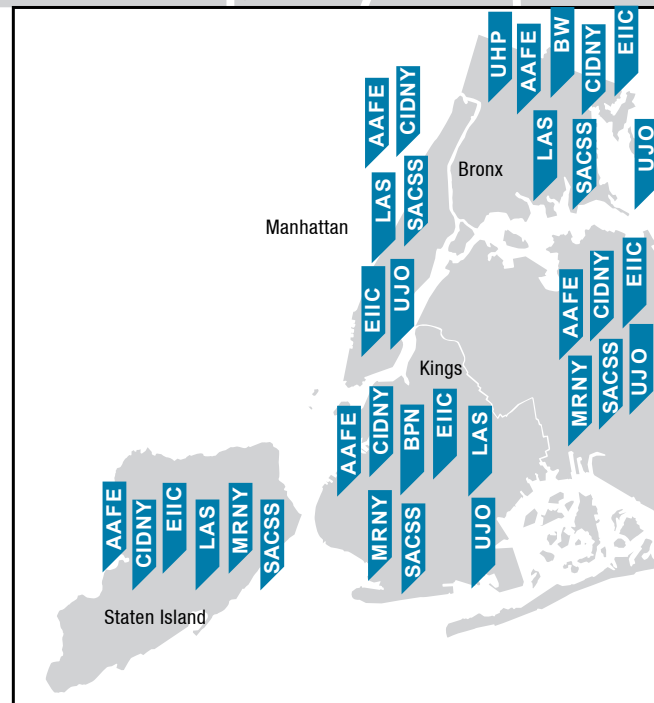 UHP
AAFE
BW
CIDNY
EIIC
LAS
SACSS
UJO
Bronx
AAFE
CIDNY
LAS
SACSS
Manhattan
EIIC
UJO
AAFE
CIDNY
EIIC
MRNY
SACSS
UJO
Kings
AAFE
CIDNY
BPN
EIIC
LAS
MRNY
SACSS
UJO
AAFE
CIDNY
EIIC
LAS
MRNY
SACSS
Staten Island